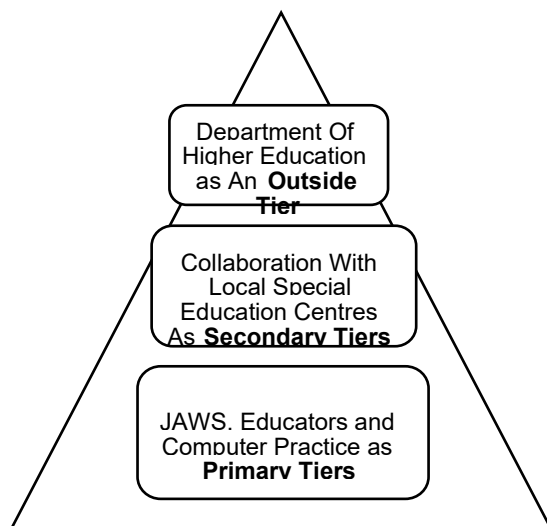 Department Of
Higher Education
as An Outside
Tier
Collaboration With
Local Special
Education Centres
As Secondary Tiers
JAWS. Educators and
Computer Practice as
Primary Tiers